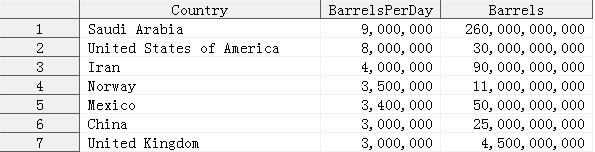 Country BarrelsPerDay Barrels
1 Saudi Arabia 9,000,000 260,000,000,000
2 United States of America 8,000,000 30,000,000,000
3 Iran 4,000,000 90,000,000,000
4 Norway 3,500,000 11,000,000,000
5 Mexico 3,400,000 50,000,000,000
6 China 3,000,000 25,000,000,000
7 United Kingdom 3,000,000 4,500,000,000